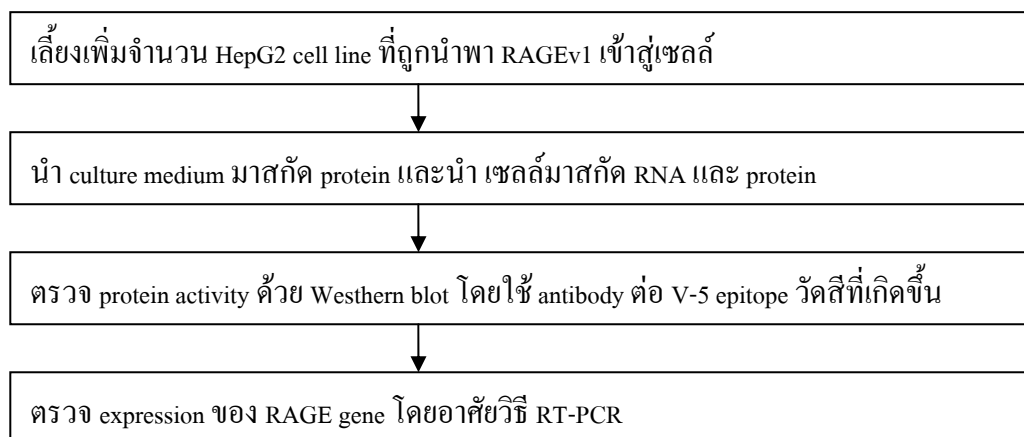 เลี้ยงเพิ่มจำนวน HepG2 cell line ที่ถูกนำพา RAGEv1 เข้าสู่เซลล์
นำ culture medium มาสกัด protein และนำ เซลล์มาสกัด RNA และ protein
ตรวจ protein activity ด้วย Westhern blot โดยใช้ antibody ต่อ V-5 epitope วัดสีที่เกิดขึ้น
ตรวจ expression ของ RAGE gene โดยอาศัยวิธี RT-PCR